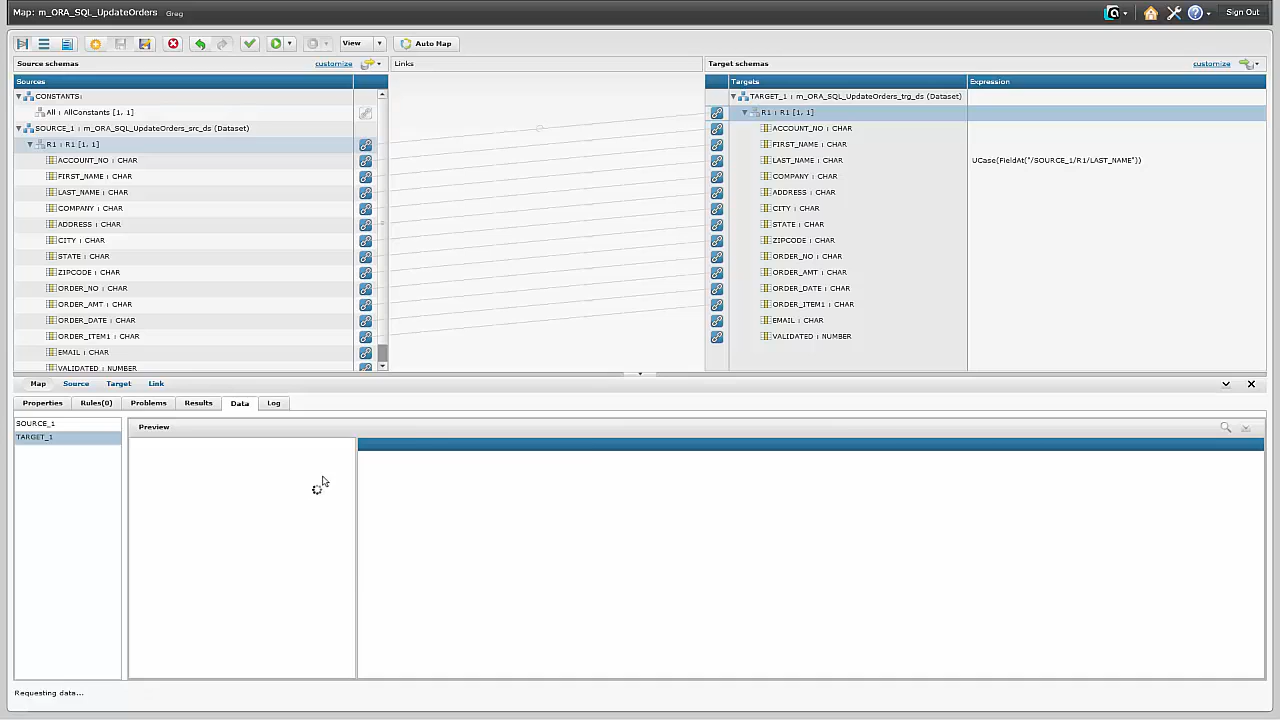 Map: m_ORA_SQL_UpdateOrders Greg
Sign Out
View
Auto Map
Source schemas
customize
Links
Target schemas
customize
Sources
Targets
Expression
CONSTANTS:
All : AllConstants [1, 1]
SOURCE_1 : m_ORA_SQL_UpdateOrders_src_ds (Dataset)
R1 : R1 [1, 1]
ACCOUNT_NO : CHAR
FIRST_NAME : CHAR
LAST_NAME : CHAR
COMPANY : CHAR
ADDRESS : CHAR
CITY : CHAR
STATE : CHAR
ZIPCODE : CHAR
ORDER_NO : CHAR
ORDER_AMT : CHAR
ORDER_DATE : CHAR
ORDER_ITEM1 : CHAR
EMAIL : CHAR
VALIDATED : NUMBER
TARGET_1 : m_ORA_SQL_UpdateOrders_trg_ds (Dataset)
R1 : R1 [1, 1]
ACCOUNT_NO : CHAR
FIRST_NAME : CHAR
LAST_NAME : CHAR
UCase(FieldAt("/SOURCE_1/R1/LAST_NAME"))
COMPANY : CHAR
ADDRESS : CHAR
CITY : CHAR
STATE : CHAR
ZIPCODE : CHAR
ORDER_NO : CHAR
ORDER_AMT : CHAR
ORDER_DATE : CHAR
ORDER_ITEM1 : CHAR
EMAIL : CHAR
VALIDATED : NUMBER
Map Source Target Link
Properties Rules(0) Problems Results Data Log
SOURCE_1
TARGET_1
Preview
Requesting data...